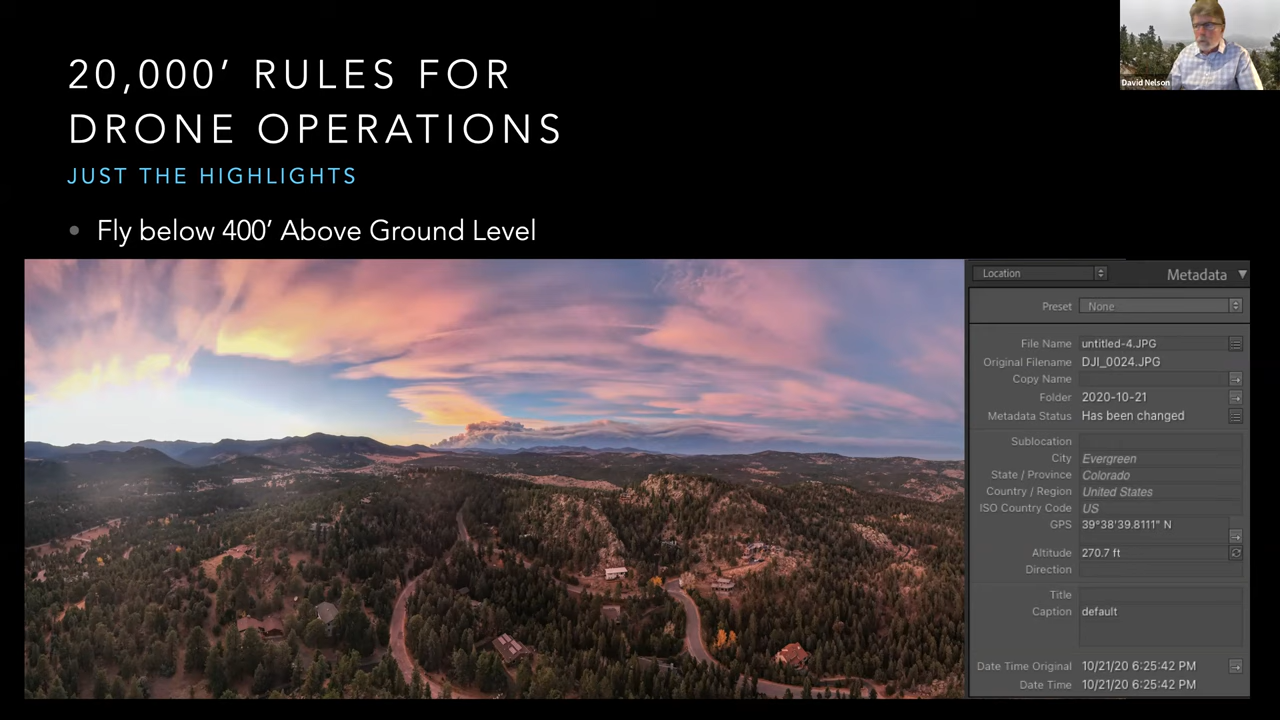 20,000’ RULES FOR
DRONE OPERATIONS
JUST THE HIGHLIGHTS
• Fly below 400’ Above Ground Level
David Nelson
Location
Metadata ▼
Preset None
File Name untitled-4.JPG
Original Filename DJI_0024.JPG
Copy Name
Folder 2020-10-21
Metadata Status Has been changed
Sublocation
City Evergreen
State / Province Colorado
Country / Region United States
ISO Country Code US
GPS 39°38'39.8111" N
Altitude 270.7 ft
Direction
Title
Caption default
Date Time Original 10/21/20 6:25:42 PM
Date Time 10/21/20 6:25:42 PM